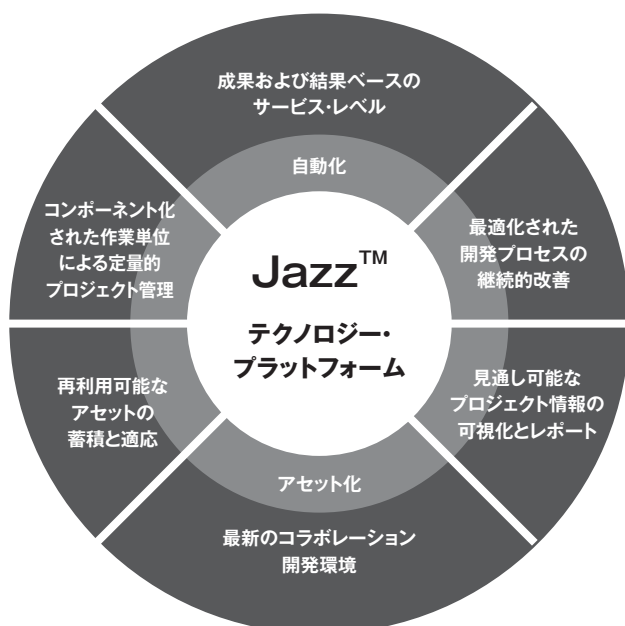 成果および結果ベースの
サービス・レベル
自動化
コンポーネント化
された作業単位
による定量的
プロジェクト管理
最適化された
開発プロセスの
継続的改善
Jazz™
テクノロジー・
プラットフォーム
再利用可能な
アセットの
蓄積と適応
見通し可能な
プロジェクト情報の
可視化とレポート
アセット化
最新のコラボレーション
開発環境